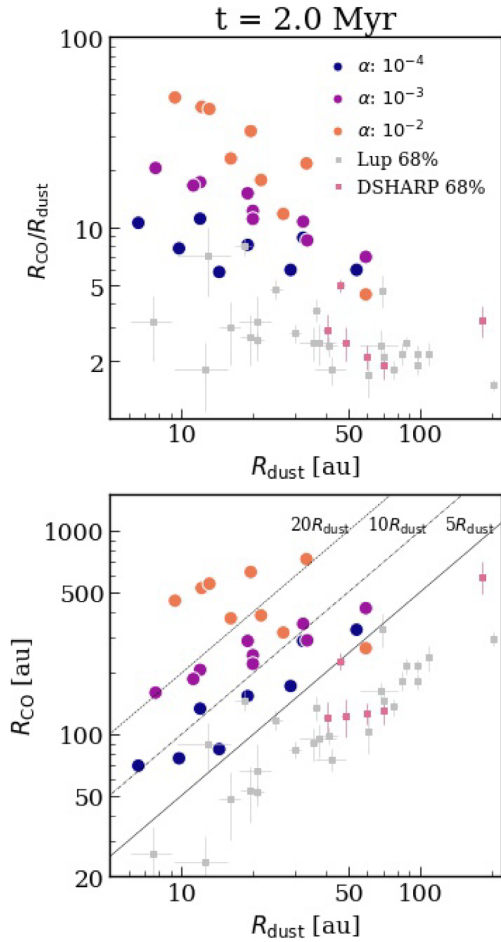 t = 2.0 Myr
100
α: 10⁻⁴
α: 10⁻³
α: 10⁻²
Lup 68%
DSHARP 68%
R_CO/R_dust
10
5
2
10 50 100
R_dust [au]
1000
20R_dust 10R_dust 5R_dust
500
R_CO [au]
100
50
20
10 50 100
R_dust [au]